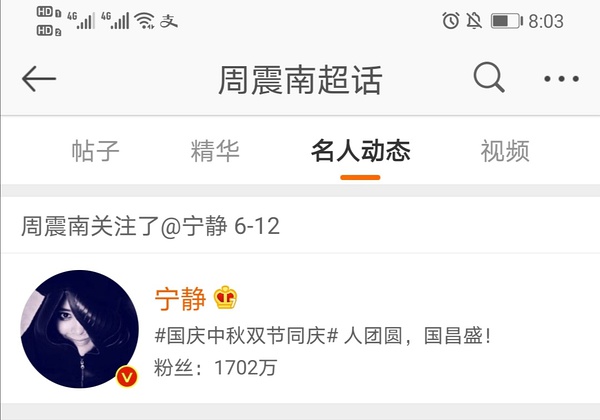 HD 1 4G 4G 支 8:03
HD 2
周震南超话
帖子 精华 名人动态 视频
周震南关注了@宁静 6-12
宁静
#国庆中秋双节同庆# 人团圆，国昌盛！
粉丝：1702万